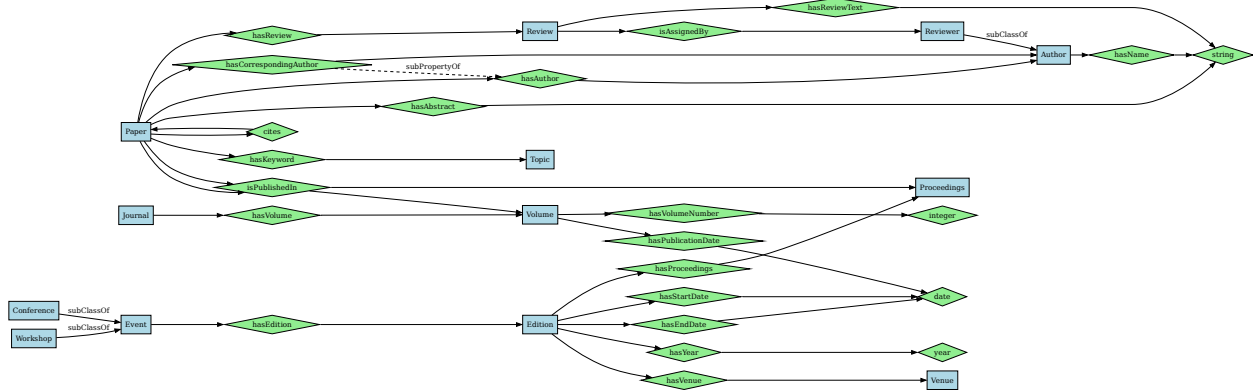 hasReviewText
hasReview
Review
isAssignedBy
Reviewer
subClassOf
Author
hasName
string
hasCorrespondingAuthor
subPropertyOf
hasAuthor
hasAbstract
Paper
cites
hasKeyword
Topic
isPublishedIn
Proceedings
Journal
hasVolume
Volume
hasVolumeNumber
integer
hasPublicationDate
hasProceedings
Conference
subClassOf
hasStartDate
date
Workshop
subClassOf
Event
hasEdition
Edition
hasEndDate
hasYear
year
hasVenue
Venue